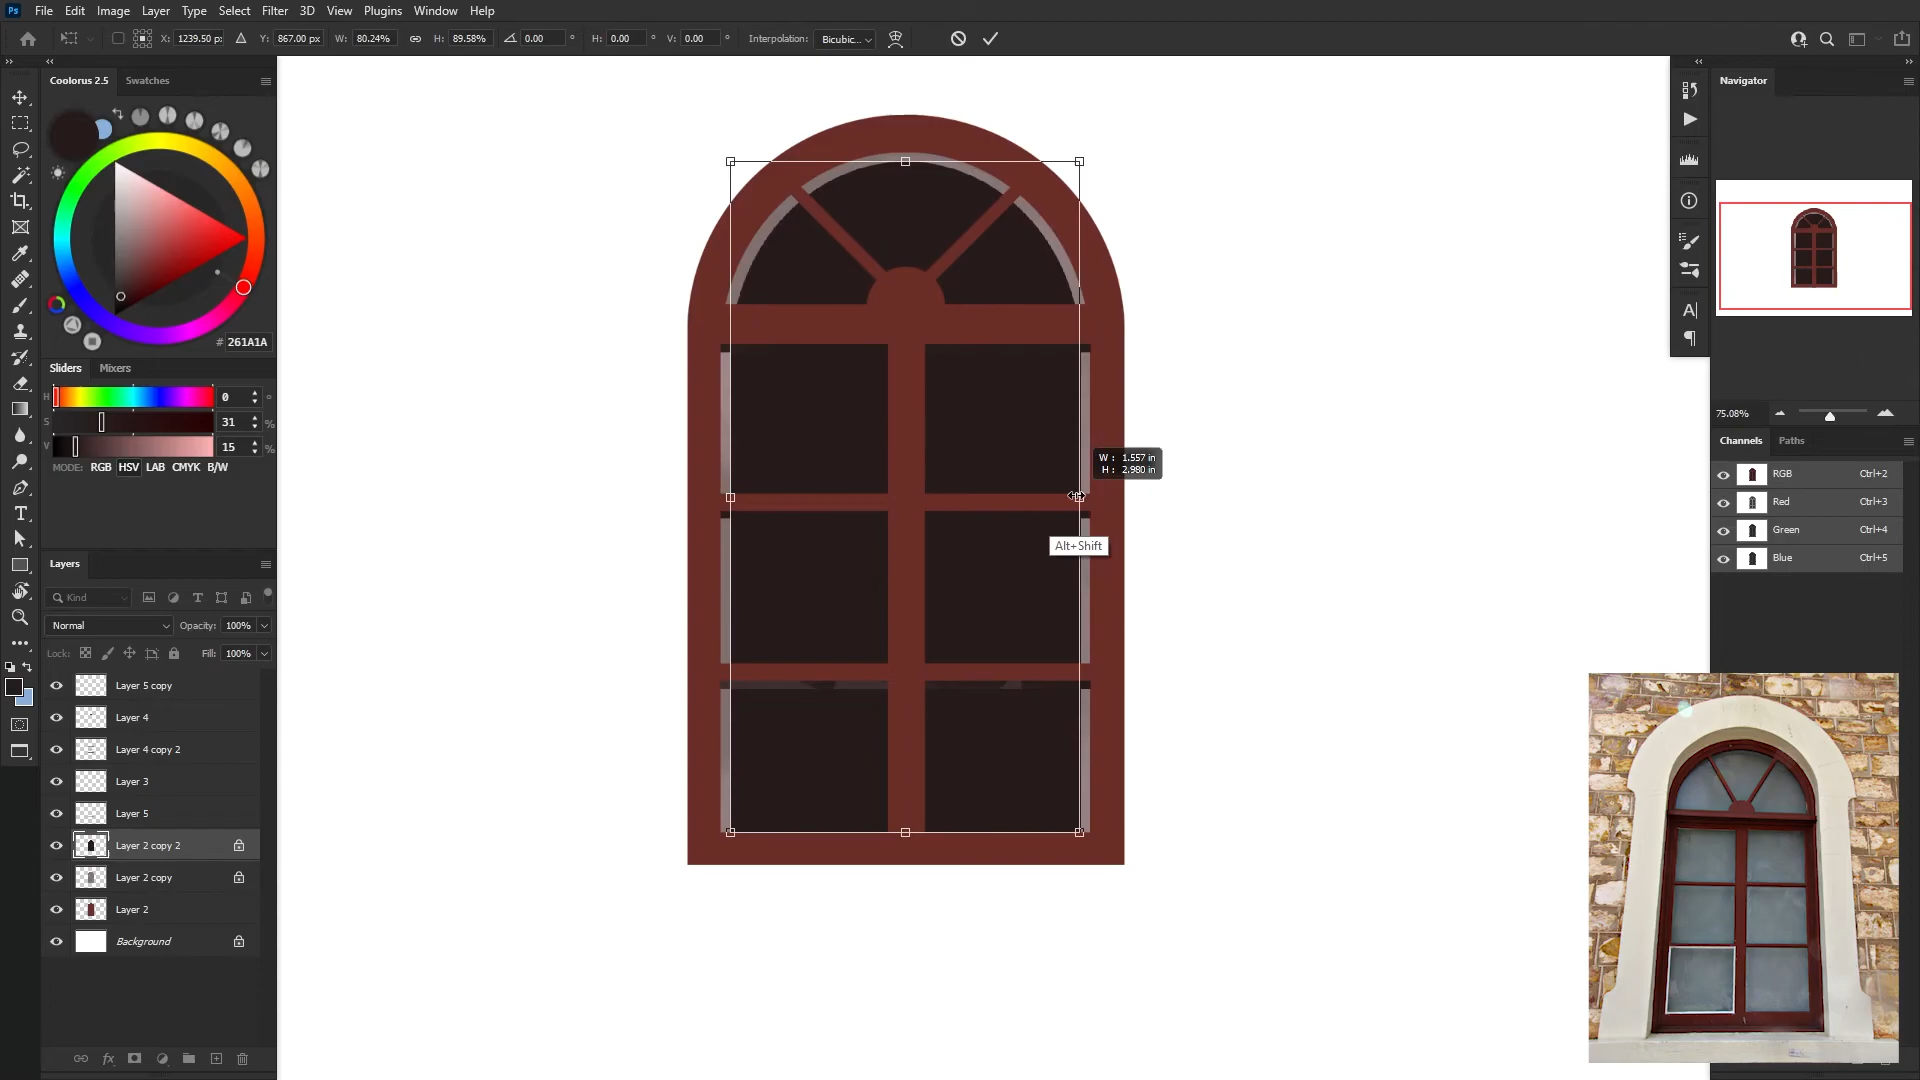 Ps File Edit Image Layer Type Select Filter 3D View Plugins Window Help
X: 1239.50 p: Y: 867.00 px W: 80.24% H: 89.58% 0.00 ° H: 0.00 ° V: 0.00 ° Interpolation: Bicubic...
Coolorus 2.5 Swatches
# 261A1A
Sliders Mixers
H 0 °
S 31 %
V 15 %
MODE: RGB HSV LAB CMYK B/W
Layers
Kind
Normal Opacity: 100%
Lock: Fill: 100%
Layer 5 copy
Layer 4
Layer 4 copy 2
Layer 3
Layer 5
Layer 2 copy 2
Layer 2 copy
Layer 2
Background
fx
W : 1.557 in
H : 2.980 in
Alt+Shift
Navigator
75.08%
Channels Paths
RGB Ctrl+2
Red Ctrl+3
Green Ctrl+4
Blue Ctrl+5